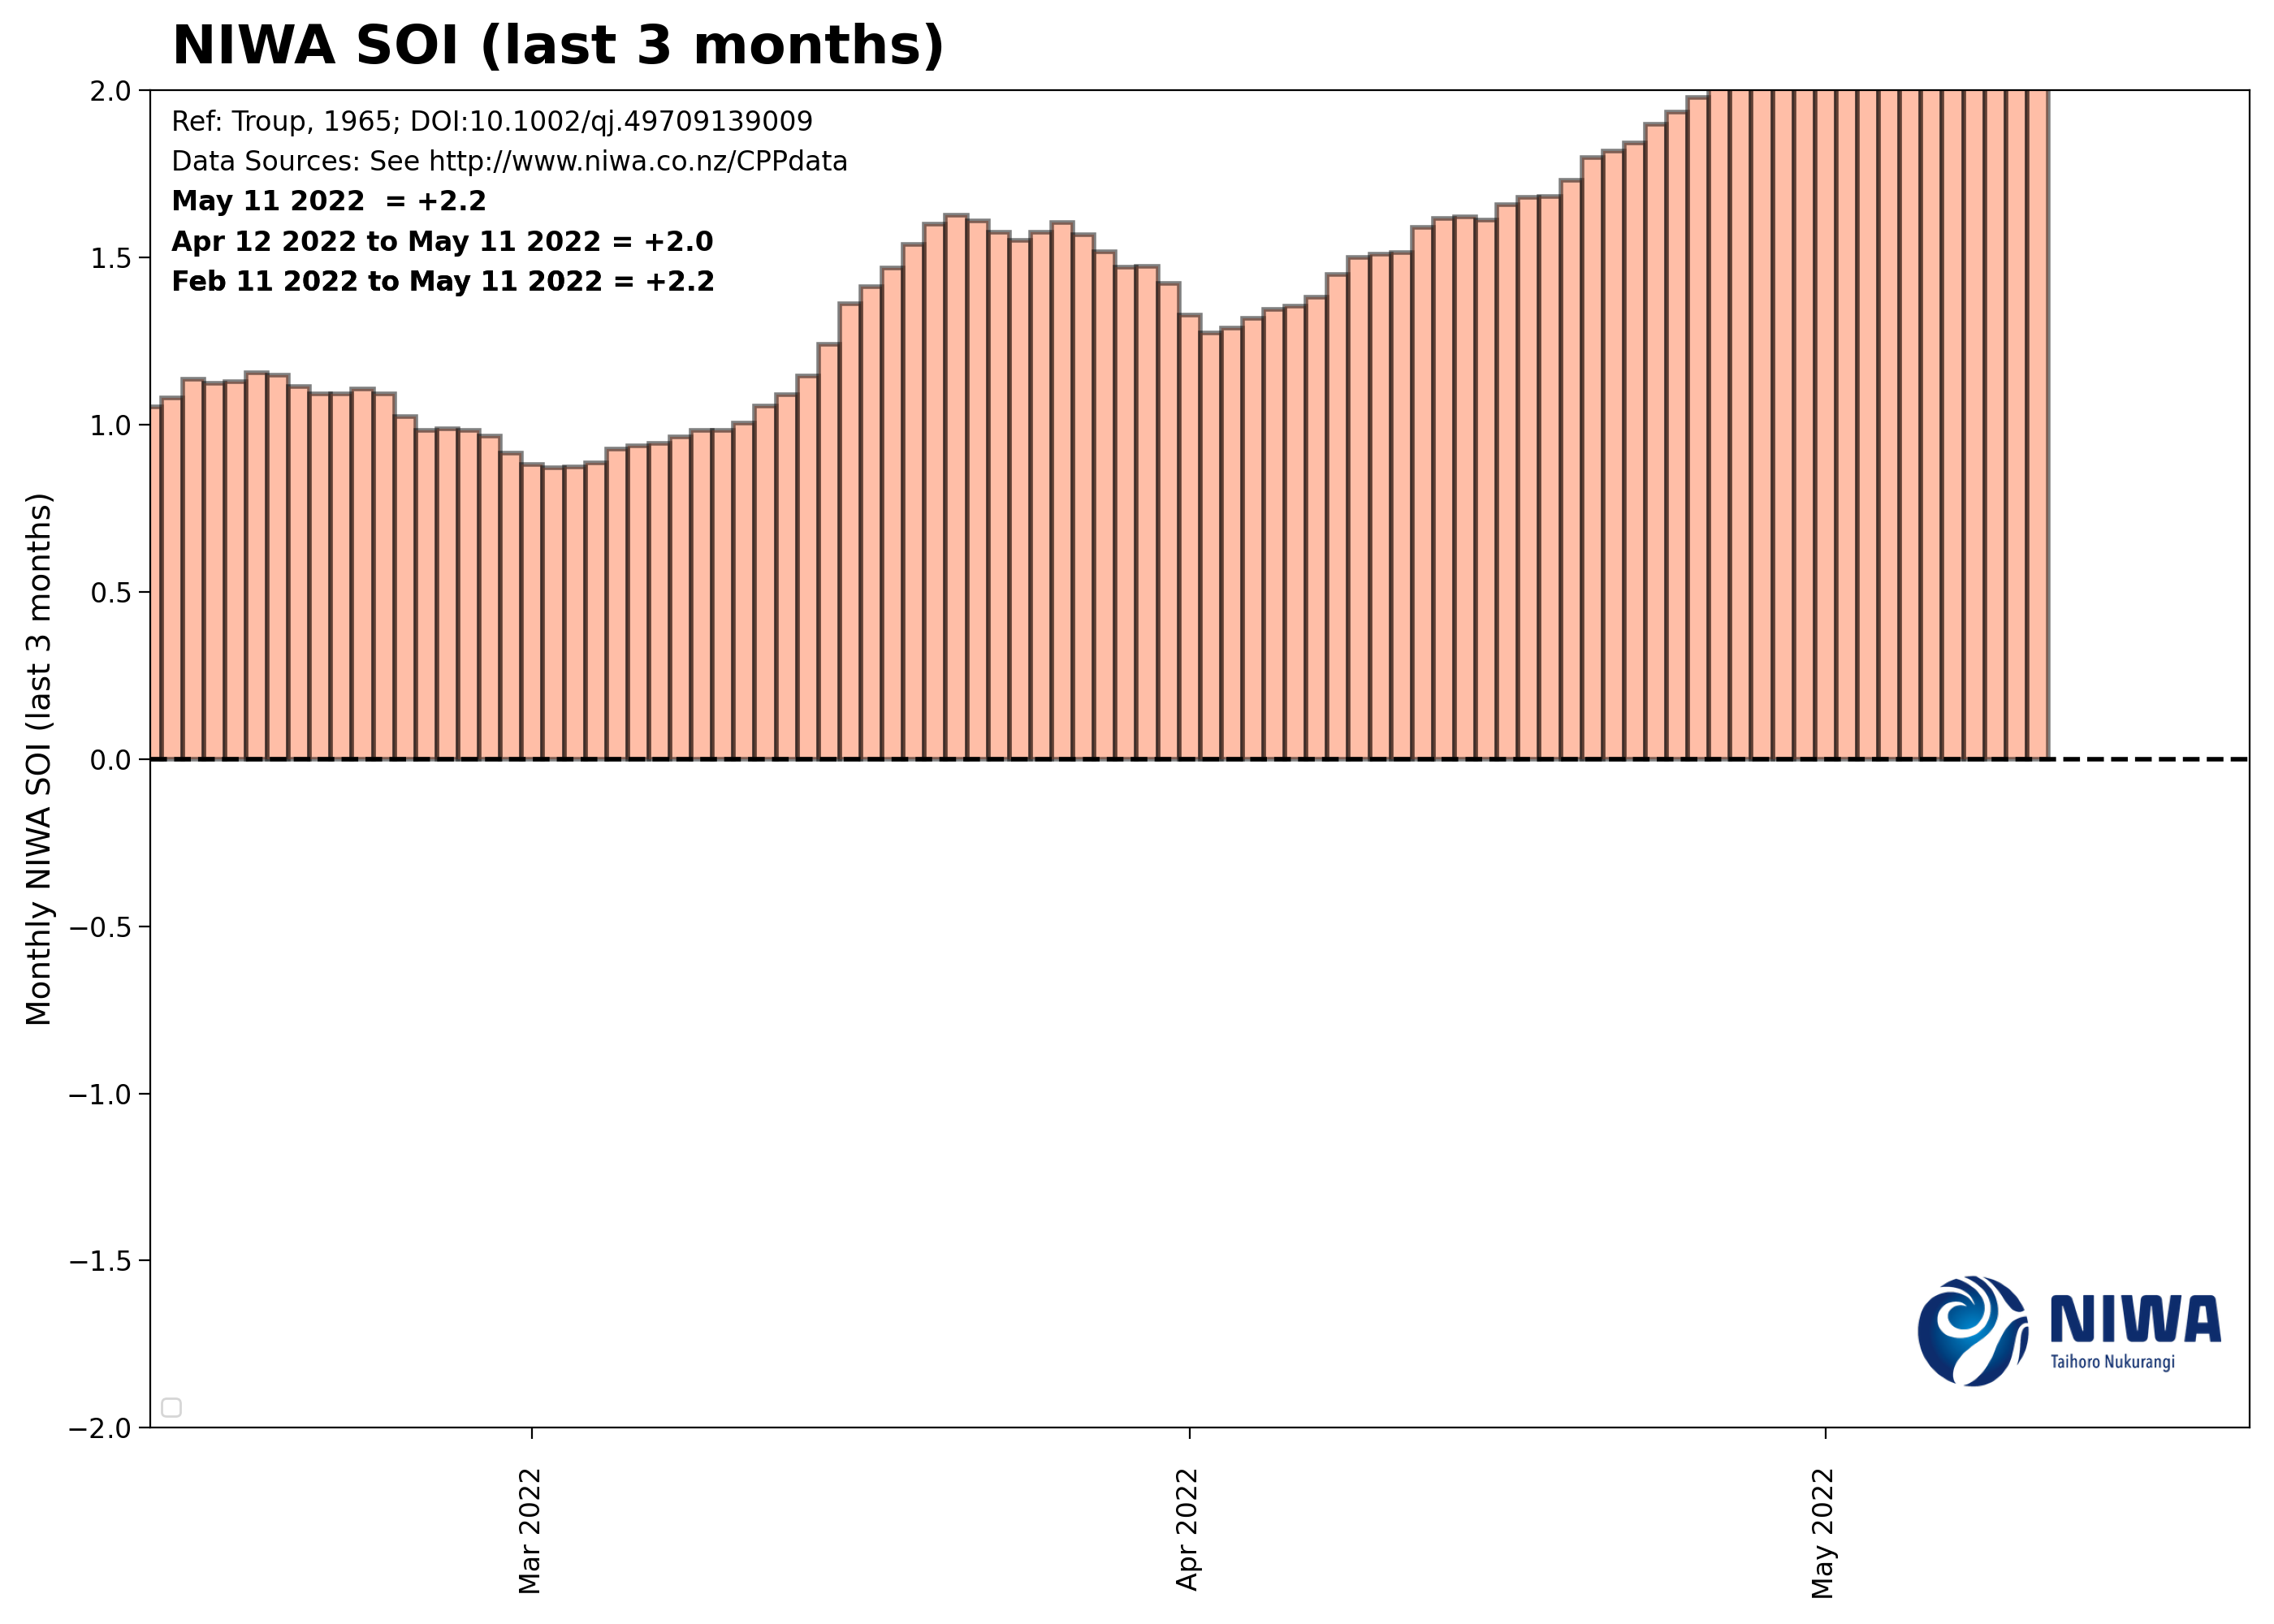 NIWA SOI (last 3 months)
Ref: Troup, 1965; DOI:10.1002/qj.49709139009
Data Sources: See http://www.niwa.co.nz/CPPdata
May 11 2022  = +2.2
Apr 12 2022 to May 11 2022 = +2.0
Feb 11 2022 to May 11 2022 = +2.2
Monthly NIWA SOI (last 3 months)
2.0
1.5
1.0
0.5
0.0
−0.5
−1.0
−1.5
−2.0
Mar 2022
Apr 2022
May 2022
NIWA
Taihoro Nukurangi